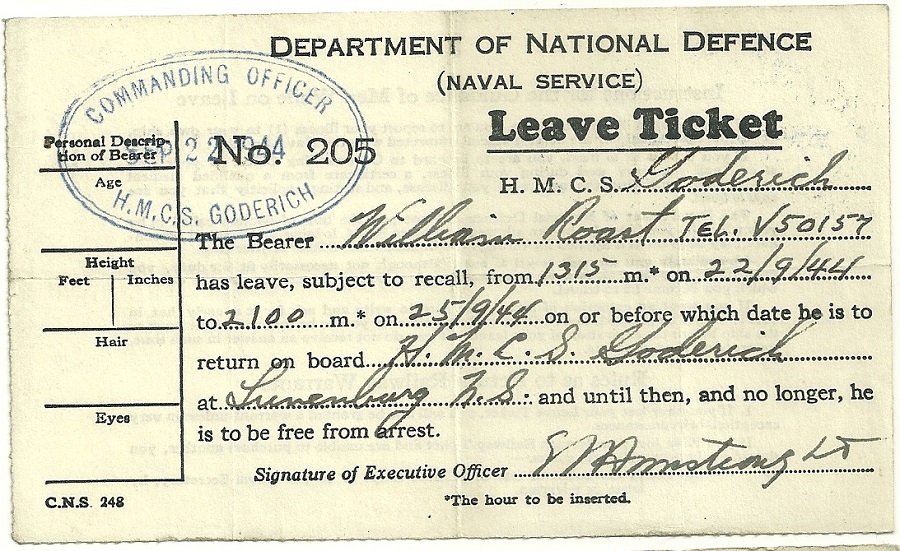 DEPARTMENT OF NATIONAL DEFENCE
(NAVAL SERVICE)
Leave Ticket
COMMANDING OFFICER
SEP 22 1944
H.M.C.S. GODERICH
No. 205
Personal Descrip-
tion of Bearer
Age
Height
Feet Inches
Hair
Eyes
H. M. C. S. Goderich
The Bearer William Roast TEL. V50157
has leave, subject to recall, from 1315 m.* on 22/9/44
to 2100 m.* on 25/9/44 on or before which date he is to
return on board H. M. C. S. Goderich
at Lunenburg N.S. and until then, and no longer, he
is to be free from arrest.
Signature of Executive Officer Armstrong Lt
C.N.S. 248
*The hour to be inserted.